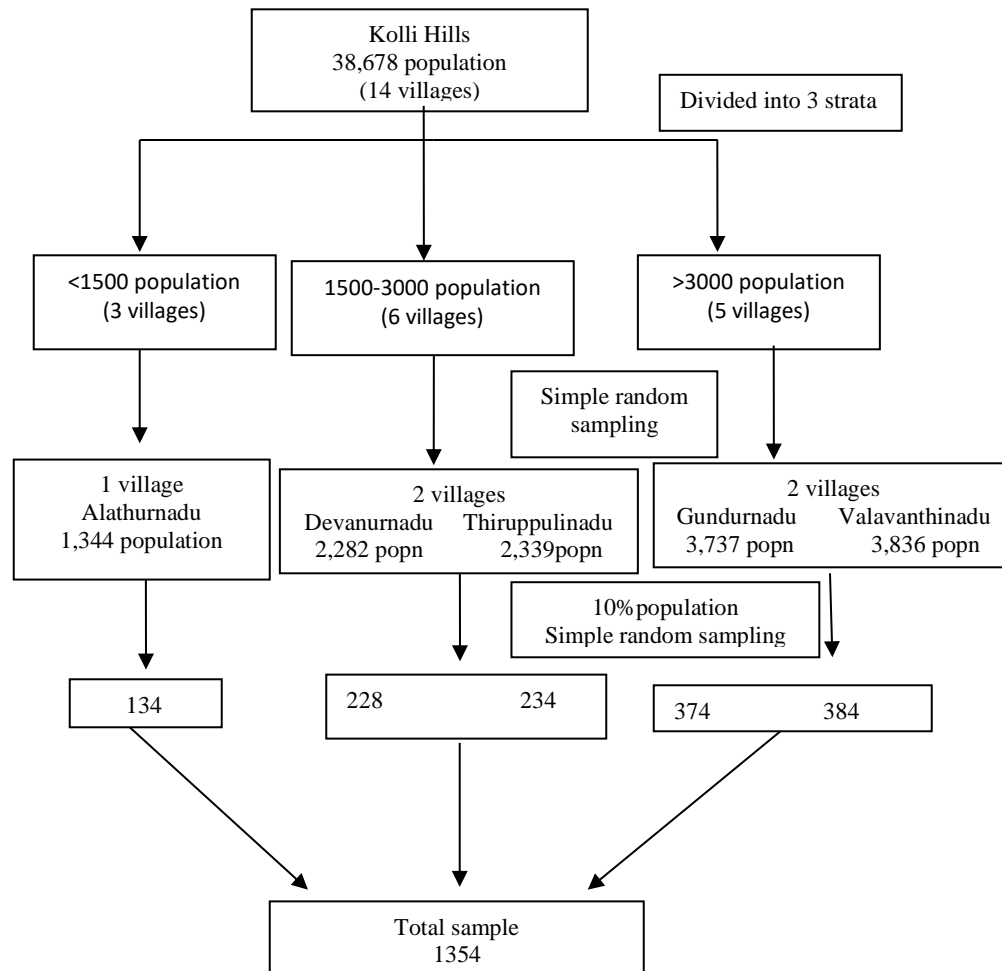 Kolli Hills
38,678 population
(14 villages)
Divided into 3 strata
<1500 population
(3 villages)
1500-3000 population
(6 villages)
>3000 population
(5 villages)
Simple random
sampling
1 village
Alathurnadu
1,344 population
2 villages
Devanurnadu Thiruppulinadu
2,282 popn 2,339popn
2 villages
Gundurnadu Valavanthinadu
3,737 popn 3,836 popn
10% population
Simple random sampling
134
228 234
374 384
Total sample
1354